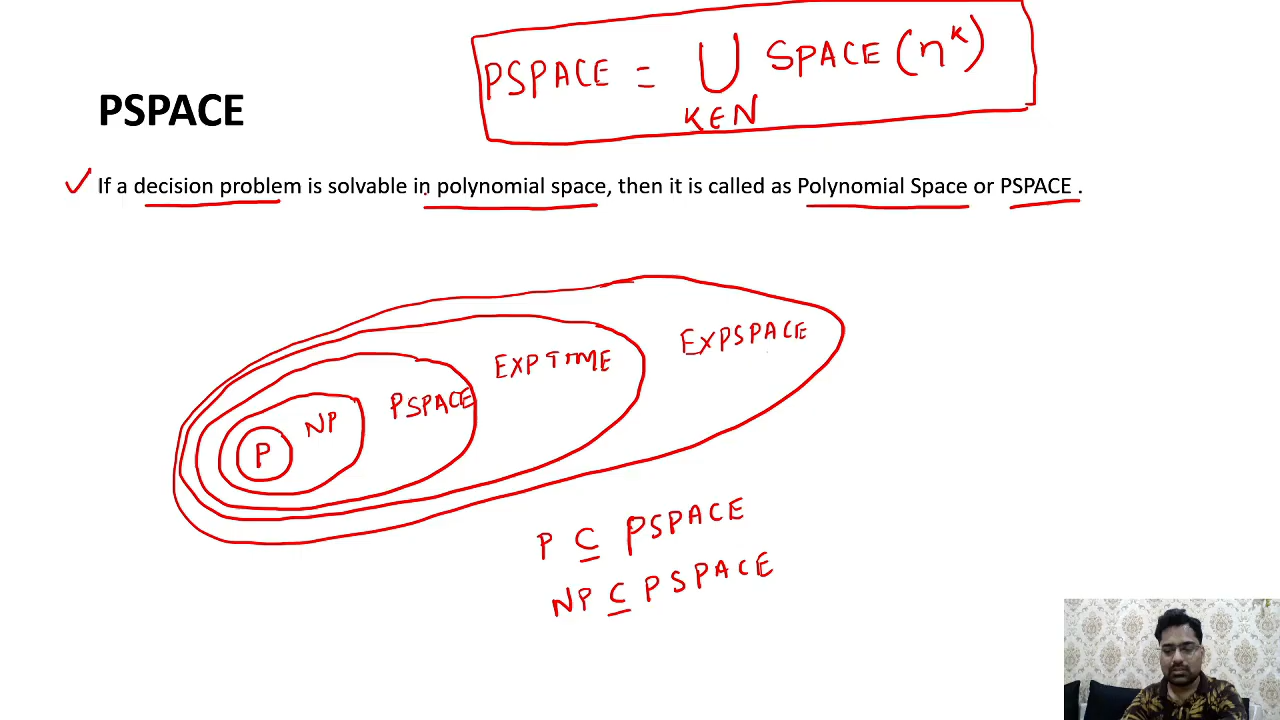 PSPACE = ∪ SPACE (n^k)
K∈N
PSPACE
✓ If a decision problem is solvable in polynomial space, then it is called as Polynomial Space or PSPACE .
EXPSPACE
EXPTIME
PSPACE
NP
P
P ⊆ PSPACE
NP ⊆ PSPACE